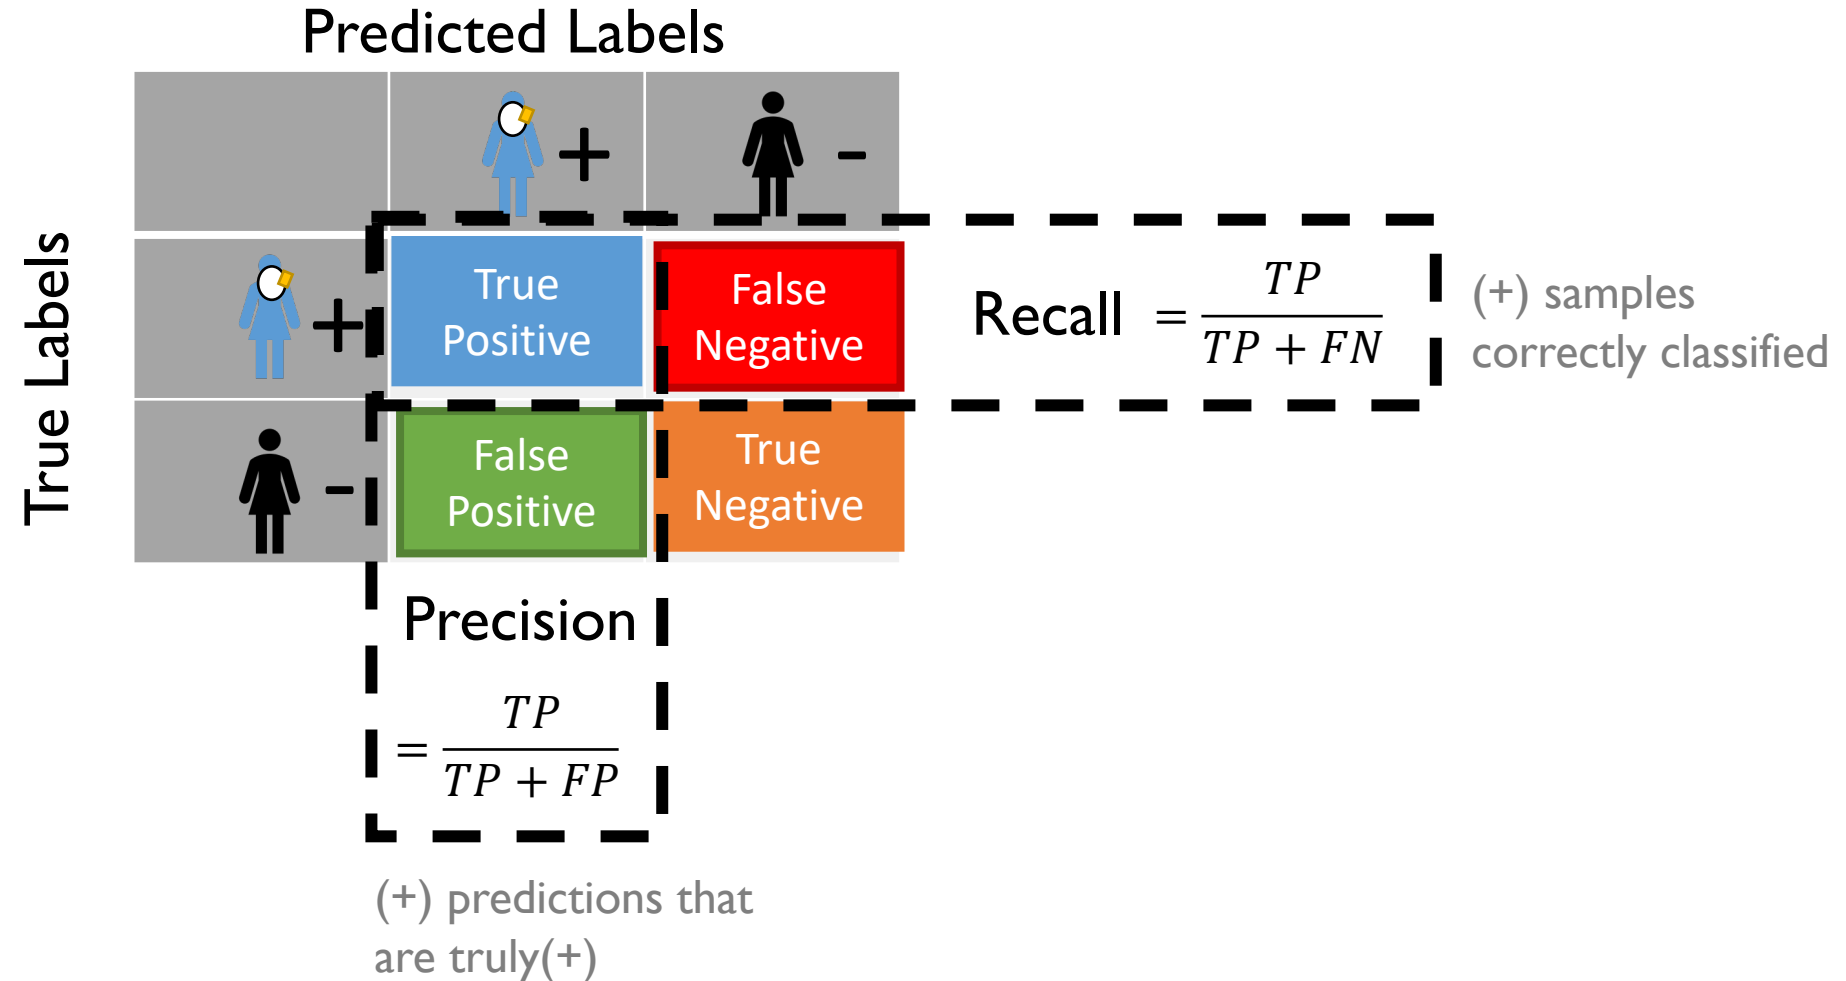 Predicted Labels
+
-
True Labels
+
True
Positive
False
Negative
Recall = TP / TP + FN
(+) samples
correctly classified
-
False
Positive
True
Negative
Precision
= TP / TP + FP
(+) predictions that
are truly(+)